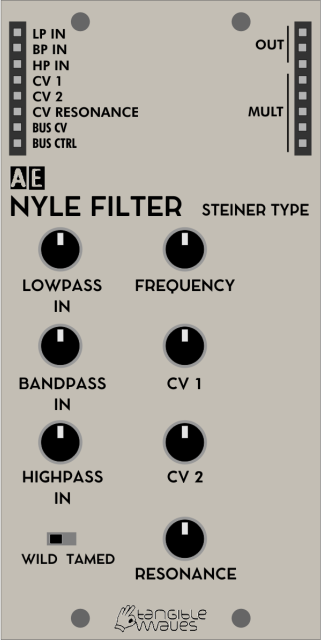 LP IN
BP IN
HP IN
CV 1
CV 2
CV RESONANCE
BUS CV
BUS CTRL
OUT
MULT
AE
NYLE FILTER STEINER TYPE
LOWPASS
IN
FREQUENCY
BANDPASS
IN
CV 1
HIGHPASS
IN
CV 2
WILD TAMED
RESONANCE
tangible
waves